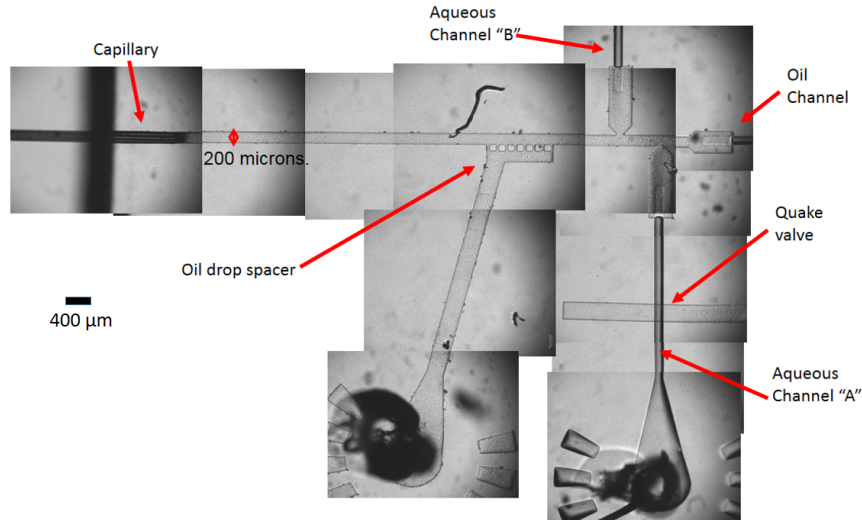 Aqueous
Channel “B”
Capillary
Oil
Channel
200 microns.
Quake
valve
Oil drop spacer
400 µm
Aqueous
Channel “A”